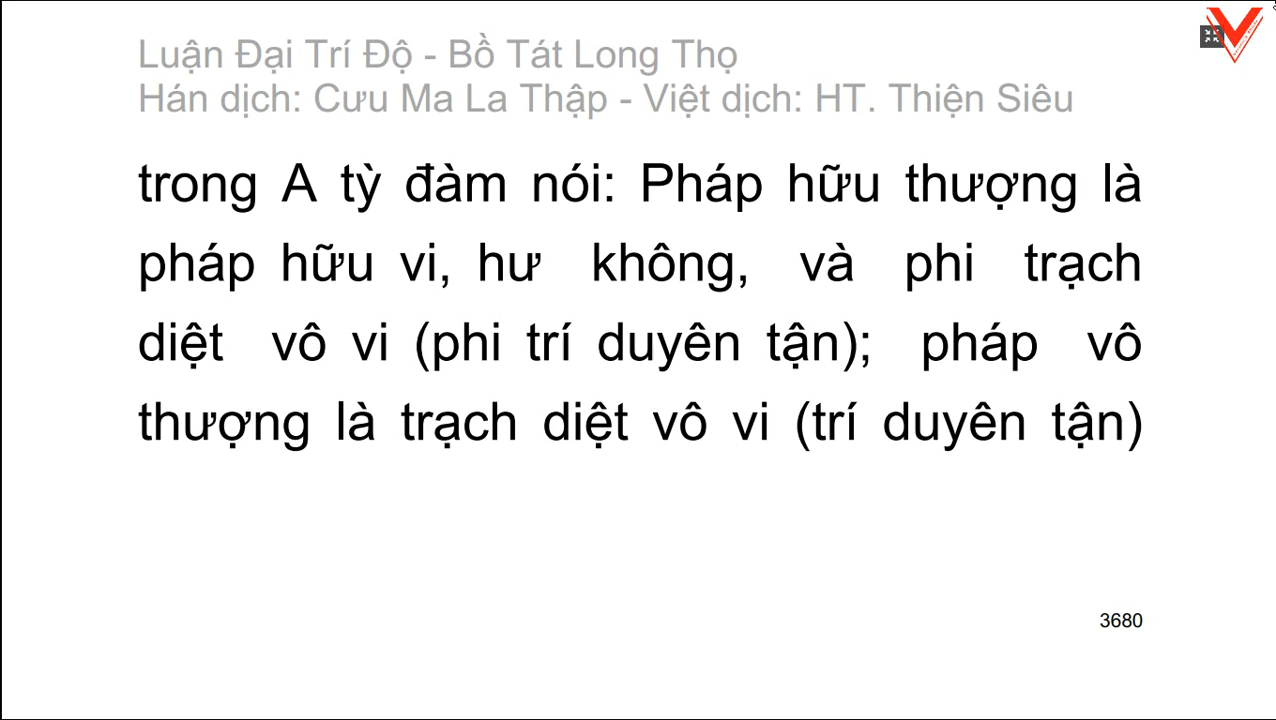 Luận Đại Trí Độ - Bồ Tát Long Thọ
Hán dịch: Cưu Ma La Thập - Việt dịch: HT. Thiện Siêu
trong A tỳ đàm nói: Pháp hữu thượng là
pháp hữu vi, hư không, và phi trạch
diệt vô vi (phi trí duyên tận); pháp vô
thượng là trạch diệt vô vi (trí duyên tận)
3680